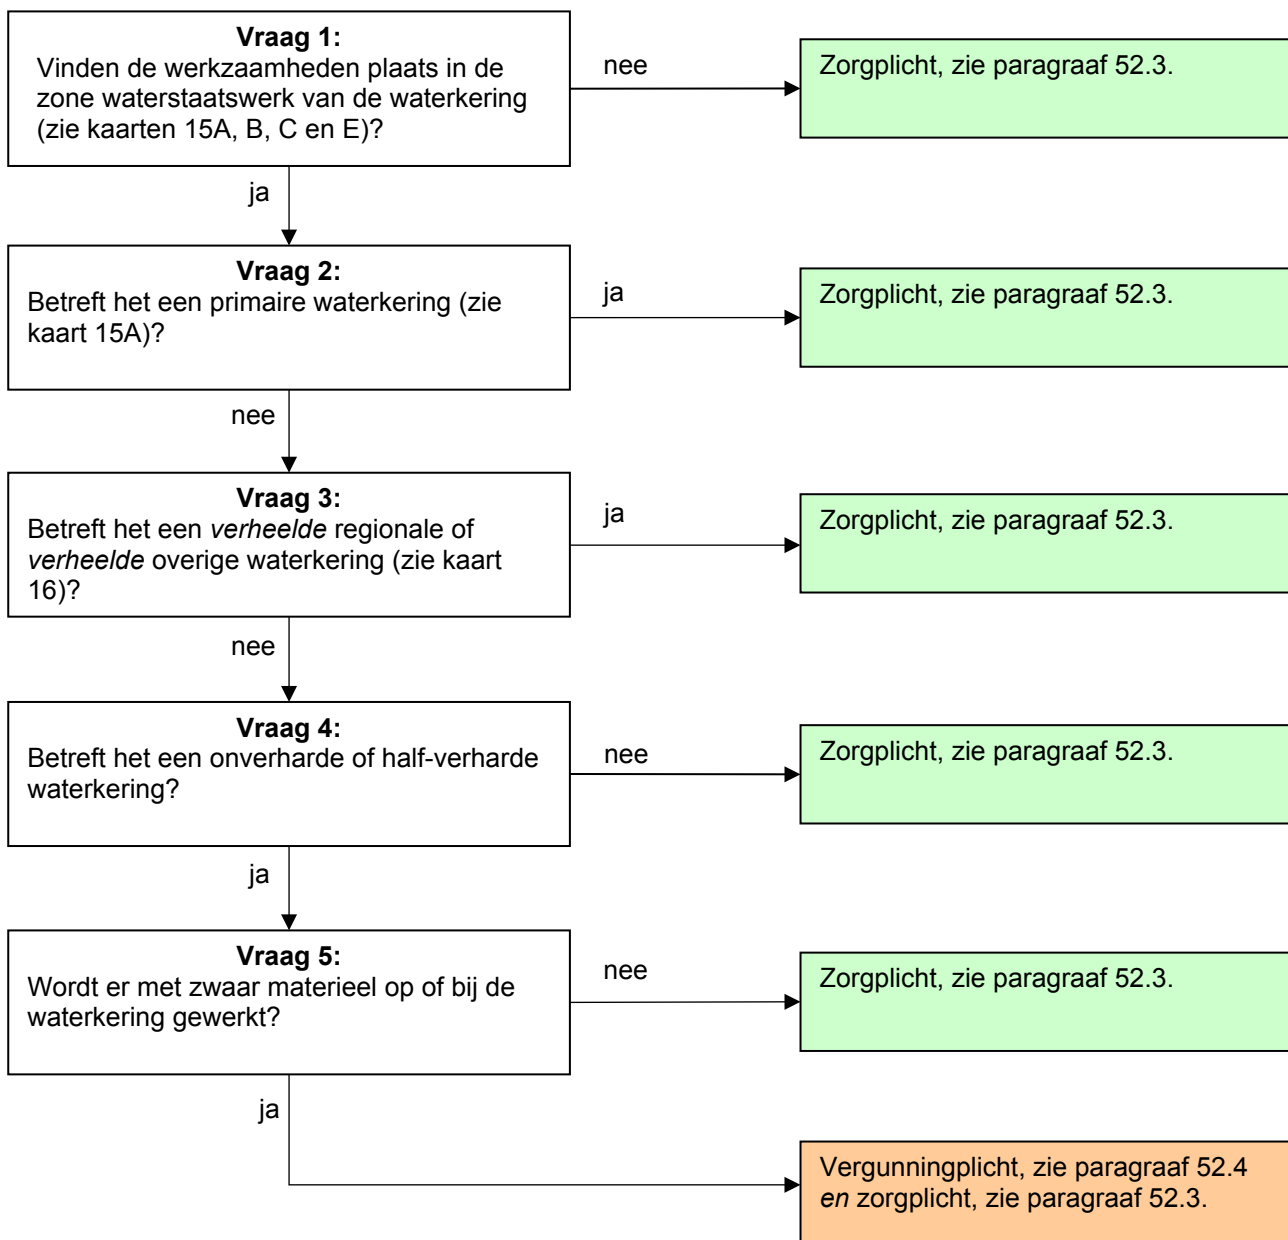 Vraag 1:
Vinden de werkzaamheden plaats in de
zone waterstaatswerk van de waterkering
(zie kaarten 15A, B, C en E)?
nee
Zorgplicht, zie paragraaf 52.3.
ja
Vraag 2:
Betreft het een primaire waterkering (zie
kaart 15A)?
ja
Zorgplicht, zie paragraaf 52.3.
nee
Vraag 3:
Betreft het een verheelde regionale of
verheelde overige waterkering (zie kaart
16)?
ja
Zorgplicht, zie paragraaf 52.3.
nee
Vraag 4:
Betreft het een onverharde of half-verharde
waterkering?
nee
Zorgplicht, zie paragraaf 52.3.
ja
Vraag 5:
Wordt er met zwaar materieel op of bij de
waterkering gewerkt?
nee
Zorgplicht, zie paragraaf 52.3.
ja
Vergunningplicht, zie paragraaf 52.4
en zorgplicht, zie paragraaf 52.3.